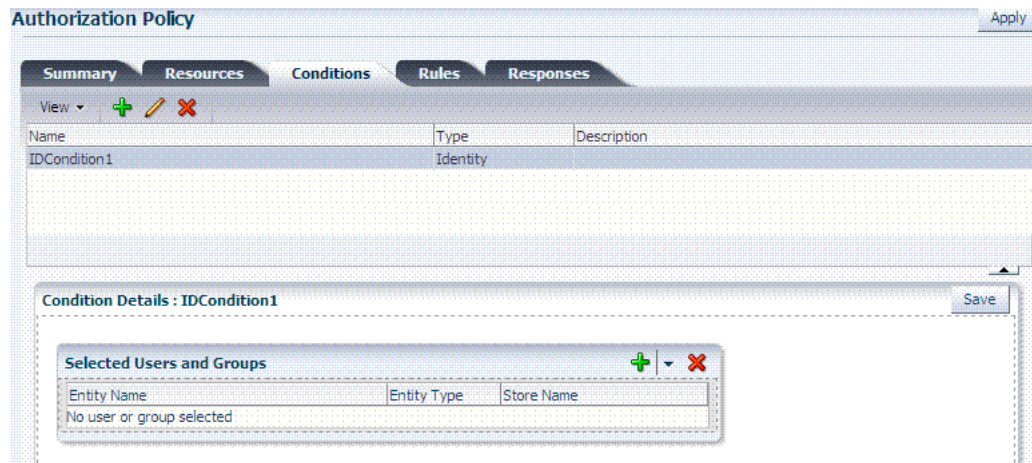 Authorization Policy
Apply
Summary Resources Conditions Rules Responses
View
Name Type Description
IDCondition1 Identity
Condition Details : IDCondition1
Save
Selected Users and Groups
Entity Name Entity Type Store Name
No user or group selected